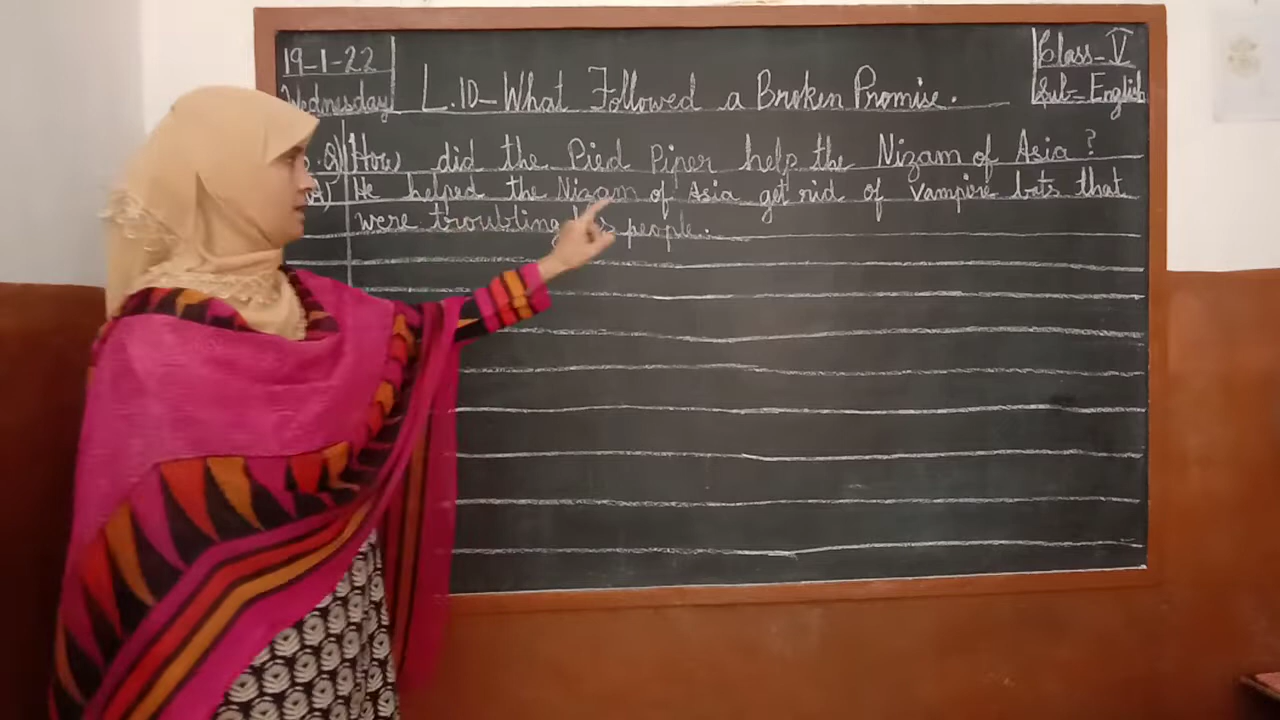 19-1-22
Wednesday
L.10-What Followed a Broken Promise.
Class-V
Sub-English
Q) How did the Pied Piper help the Nizam of Asia?
A) He helped the Nizam of Asia get rid of vampire bats that
were troubling his people.